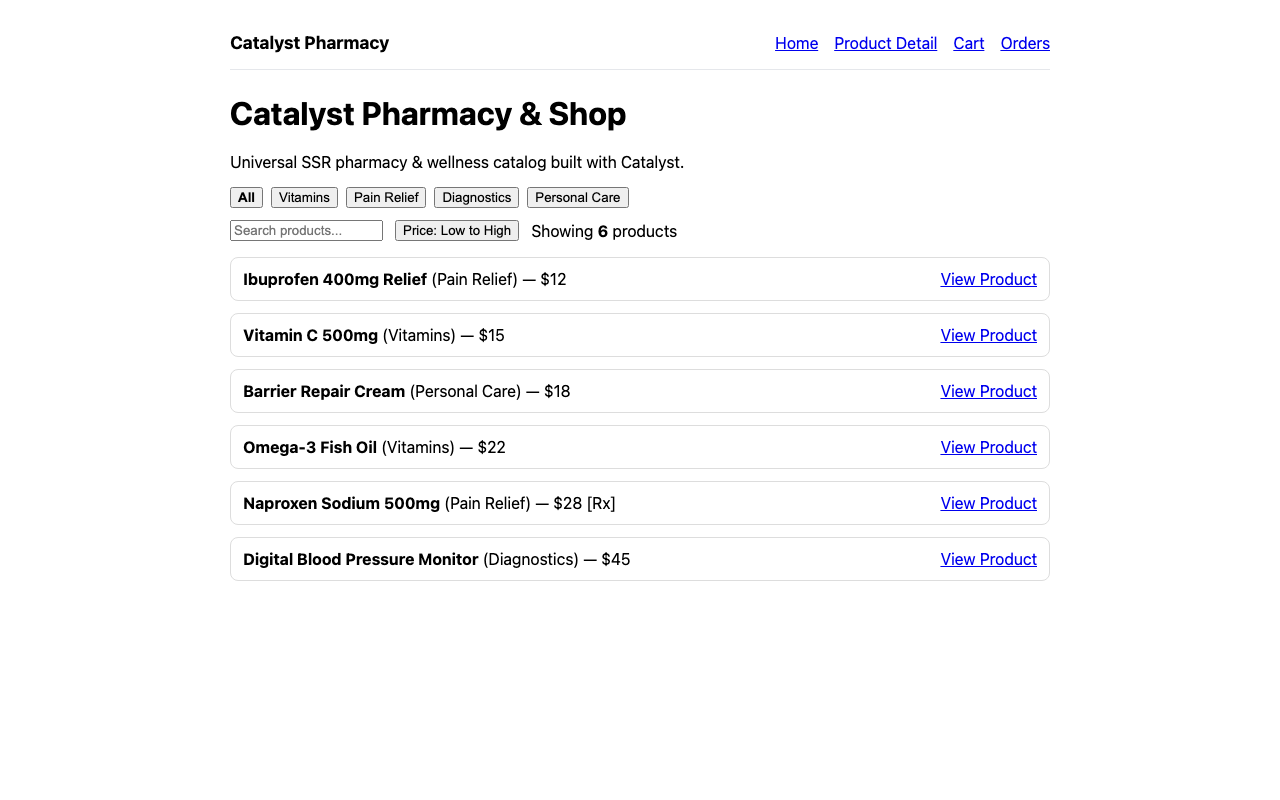 Catalyst Pharmacy
Home Product Detail Cart Orders
Catalyst Pharmacy & Shop
Universal SSR pharmacy & wellness catalog built with Catalyst.
All Vitamins Pain Relief Diagnostics Personal Care
Search products... Price: Low to High Showing 6 products
Ibuprofen 400mg Relief (Pain Relief) — $12 View Product
Vitamin C 500mg (Vitamins) — $15 View Product
Barrier Repair Cream (Personal Care) — $18 View Product
Omega-3 Fish Oil (Vitamins) — $22 View Product
Naproxen Sodium 500mg (Pain Relief) — $28 [Rx] View Product
Digital Blood Pressure Monitor (Diagnostics) — $45 View Product